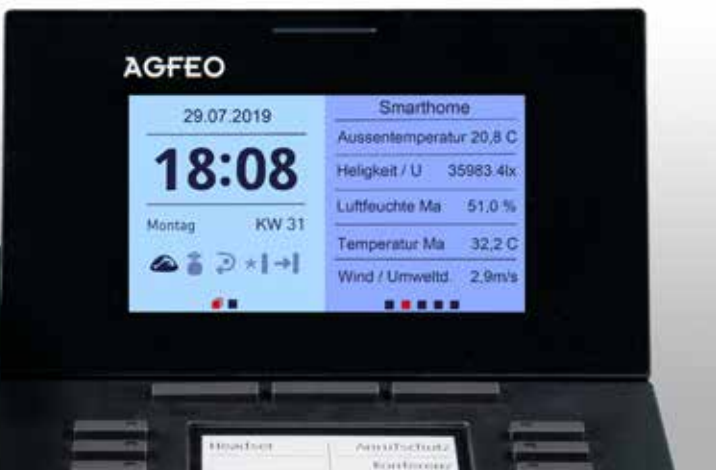 AGFEO
29.07.2019
18:08
Montag KW 31
Smarthome
Aussentemperatur 20,8 C
Heligkeit / U 35983.4lx
Luftfeuchte Ma 51,0 %
Temperatur Ma 32,2 C
Wind / Umweltd. 2,9m/s
Headset Anrufschutz
Konferenz